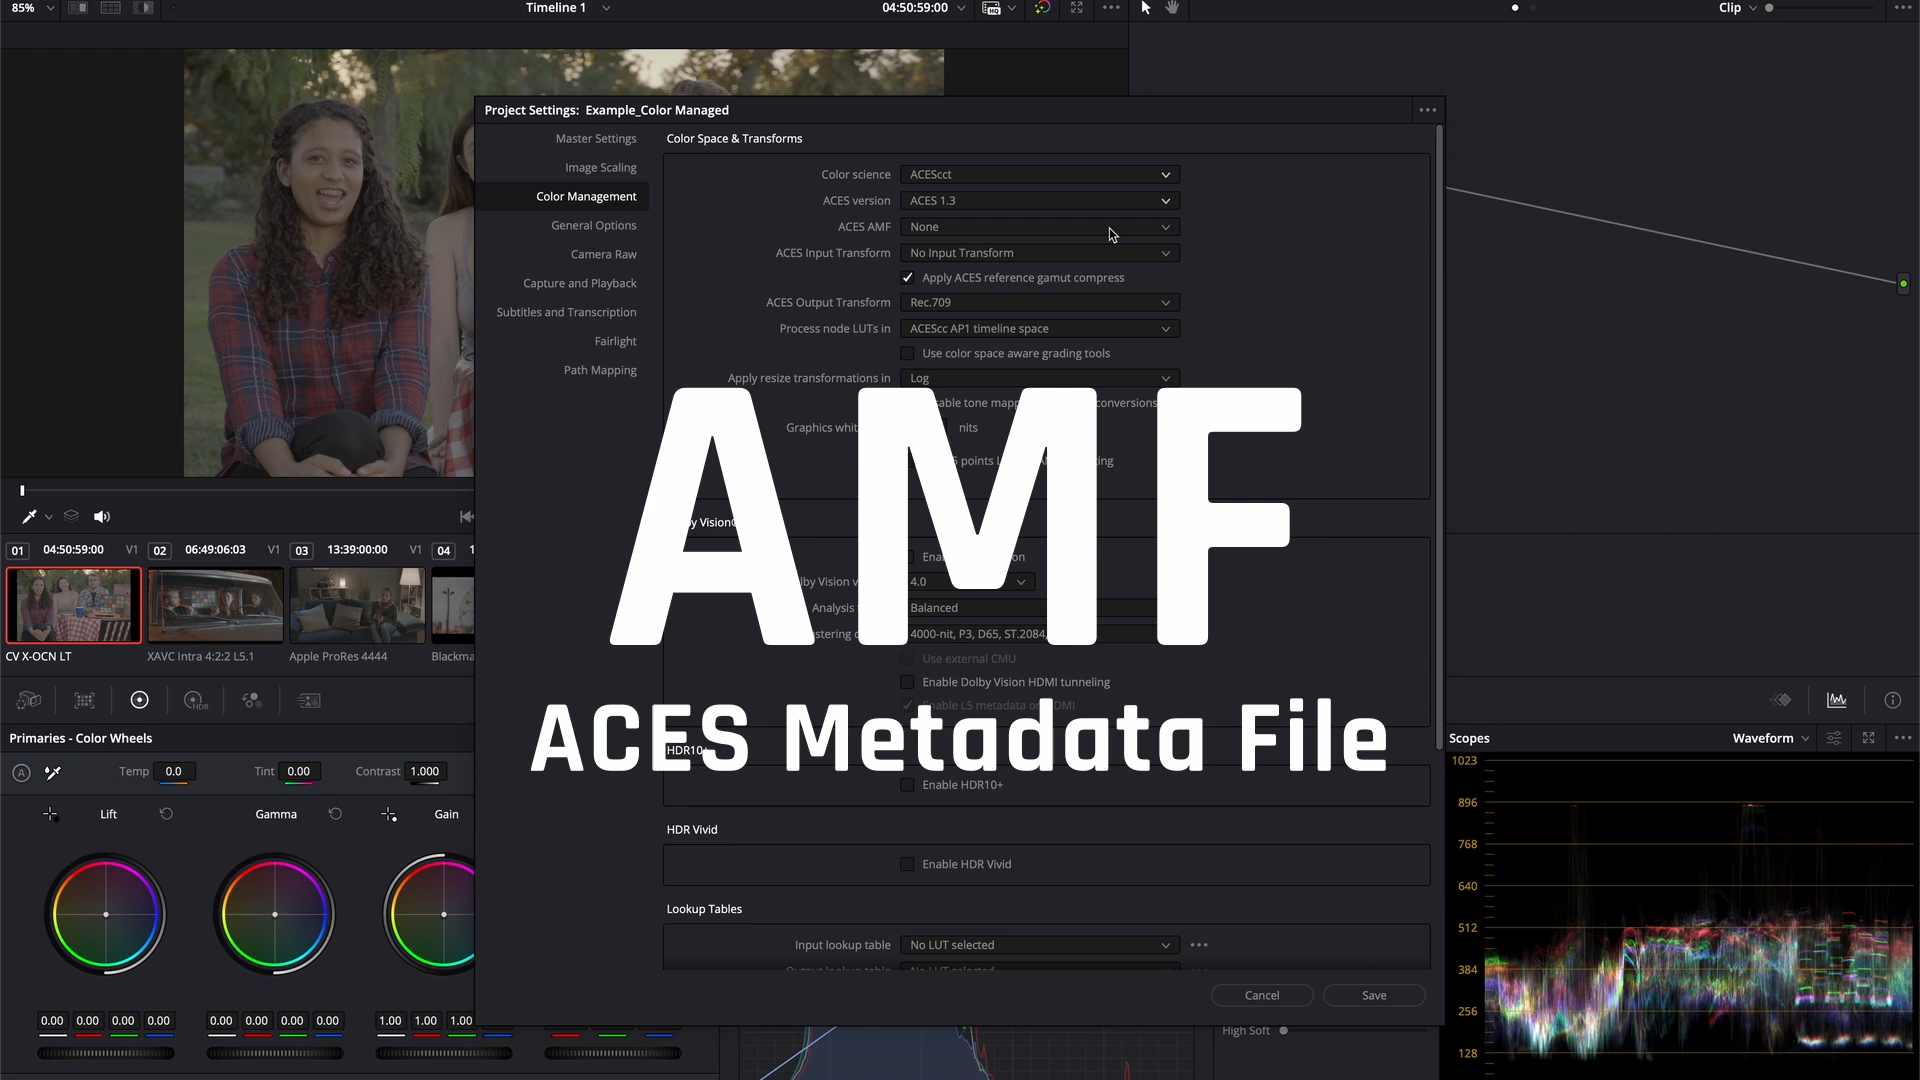 85%
Timeline 1
04:50:59:00
Clip
Project Settings: Example_Color Managed
Master Settings
Image Scaling
Color Management
General Options
Camera Raw
Capture and Playback
Subtitles and Transcription
Fairlight
Path Mapping
Color Space & Transforms
Color science ACEScct
ACES version ACES 1.3
ACES AMF None
ACES Input Transform No Input Transform
Apply ACES reference gamut compress
ACES Output Transform Rec.709
Process node LUTs in ACEScc AP1 timeline space
Use color space aware grading tools
Apply resize transformations in Log
conversions
Graphics nits
points
AMF
4.0
Analysis Balanced
4000-nit, P3, D65, ST.2084,
Use external CMU
Enable Dolby Vision HDMI tunneling
L5 metadata
ACES Metadata File
HDR10+
Enable HDR10+
HDR Vivid
Enable HDR Vivid
Lookup Tables
Input lookup table No LUT selected
Cancel Save
01 04:50:59:00 V1 02 06:49:06:03 V1 03 13:39:00:00 V1 04
CV X-OCN LT XAVC Intra 4:2:2 L5.1 Apple ProRes 4444 Blackma
HDR
Primaries - Color Wheels
A Temp 0.0 Tint 0.00 Contrast 1.000
Lift Gamma Gain
0.00 0.00 0.00 0.00 0.00 0.00 0.00 0.00 1.00 1.00 1.00
High Soft
Scopes Waveform
1023
896
768
640
512
384
256
128